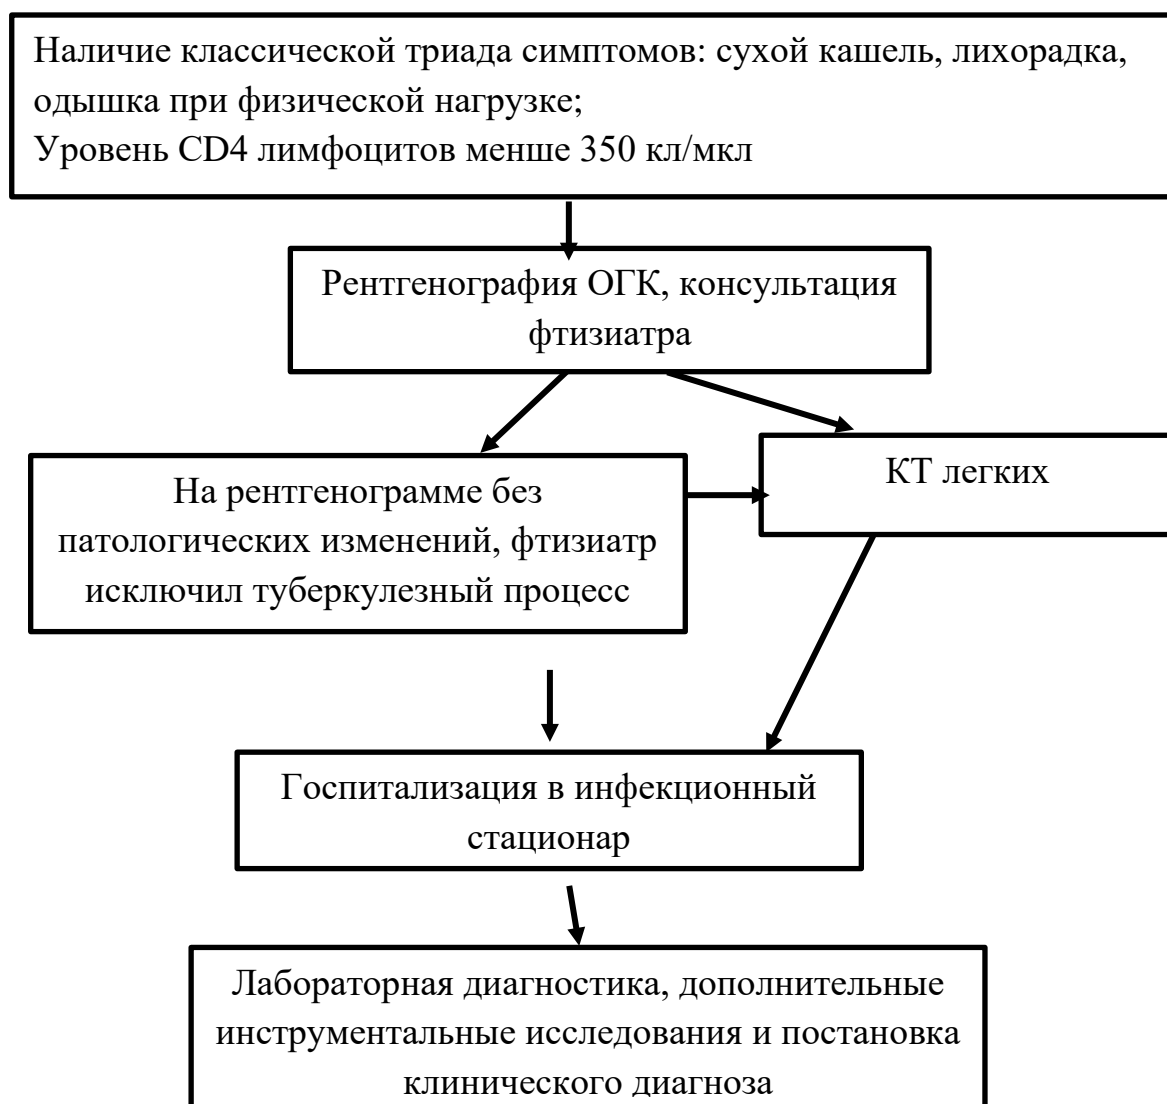 Наличие классической триада симптомов: сухой кашель, лихорадка,
одышка при физической нагрузке;
Уровень CD4 лимфоцитов менше 350 кл/мкл
Рентгенография ОГК, консультация
фтизиатра
На рентгенограмме без
патологических изменений, фтизиатр
исключил туберкулезный процесс
КТ легких
Госпитализация в инфекционный
стационар
Лабораторная диагностика, дополнительные
инструментальные исследования и постановка
клинического диагноза